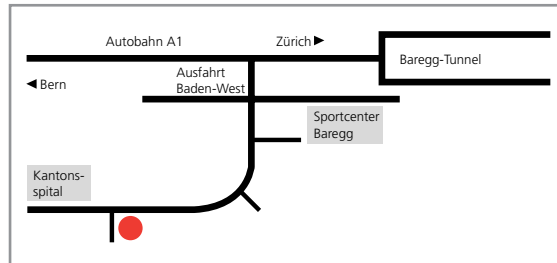 Autobahn A1
Zürich ►
Baregg-Tunnel
◄ Bern
Ausfahrt
Baden-West
Sportcenter
Baregg
Kantons-
spital